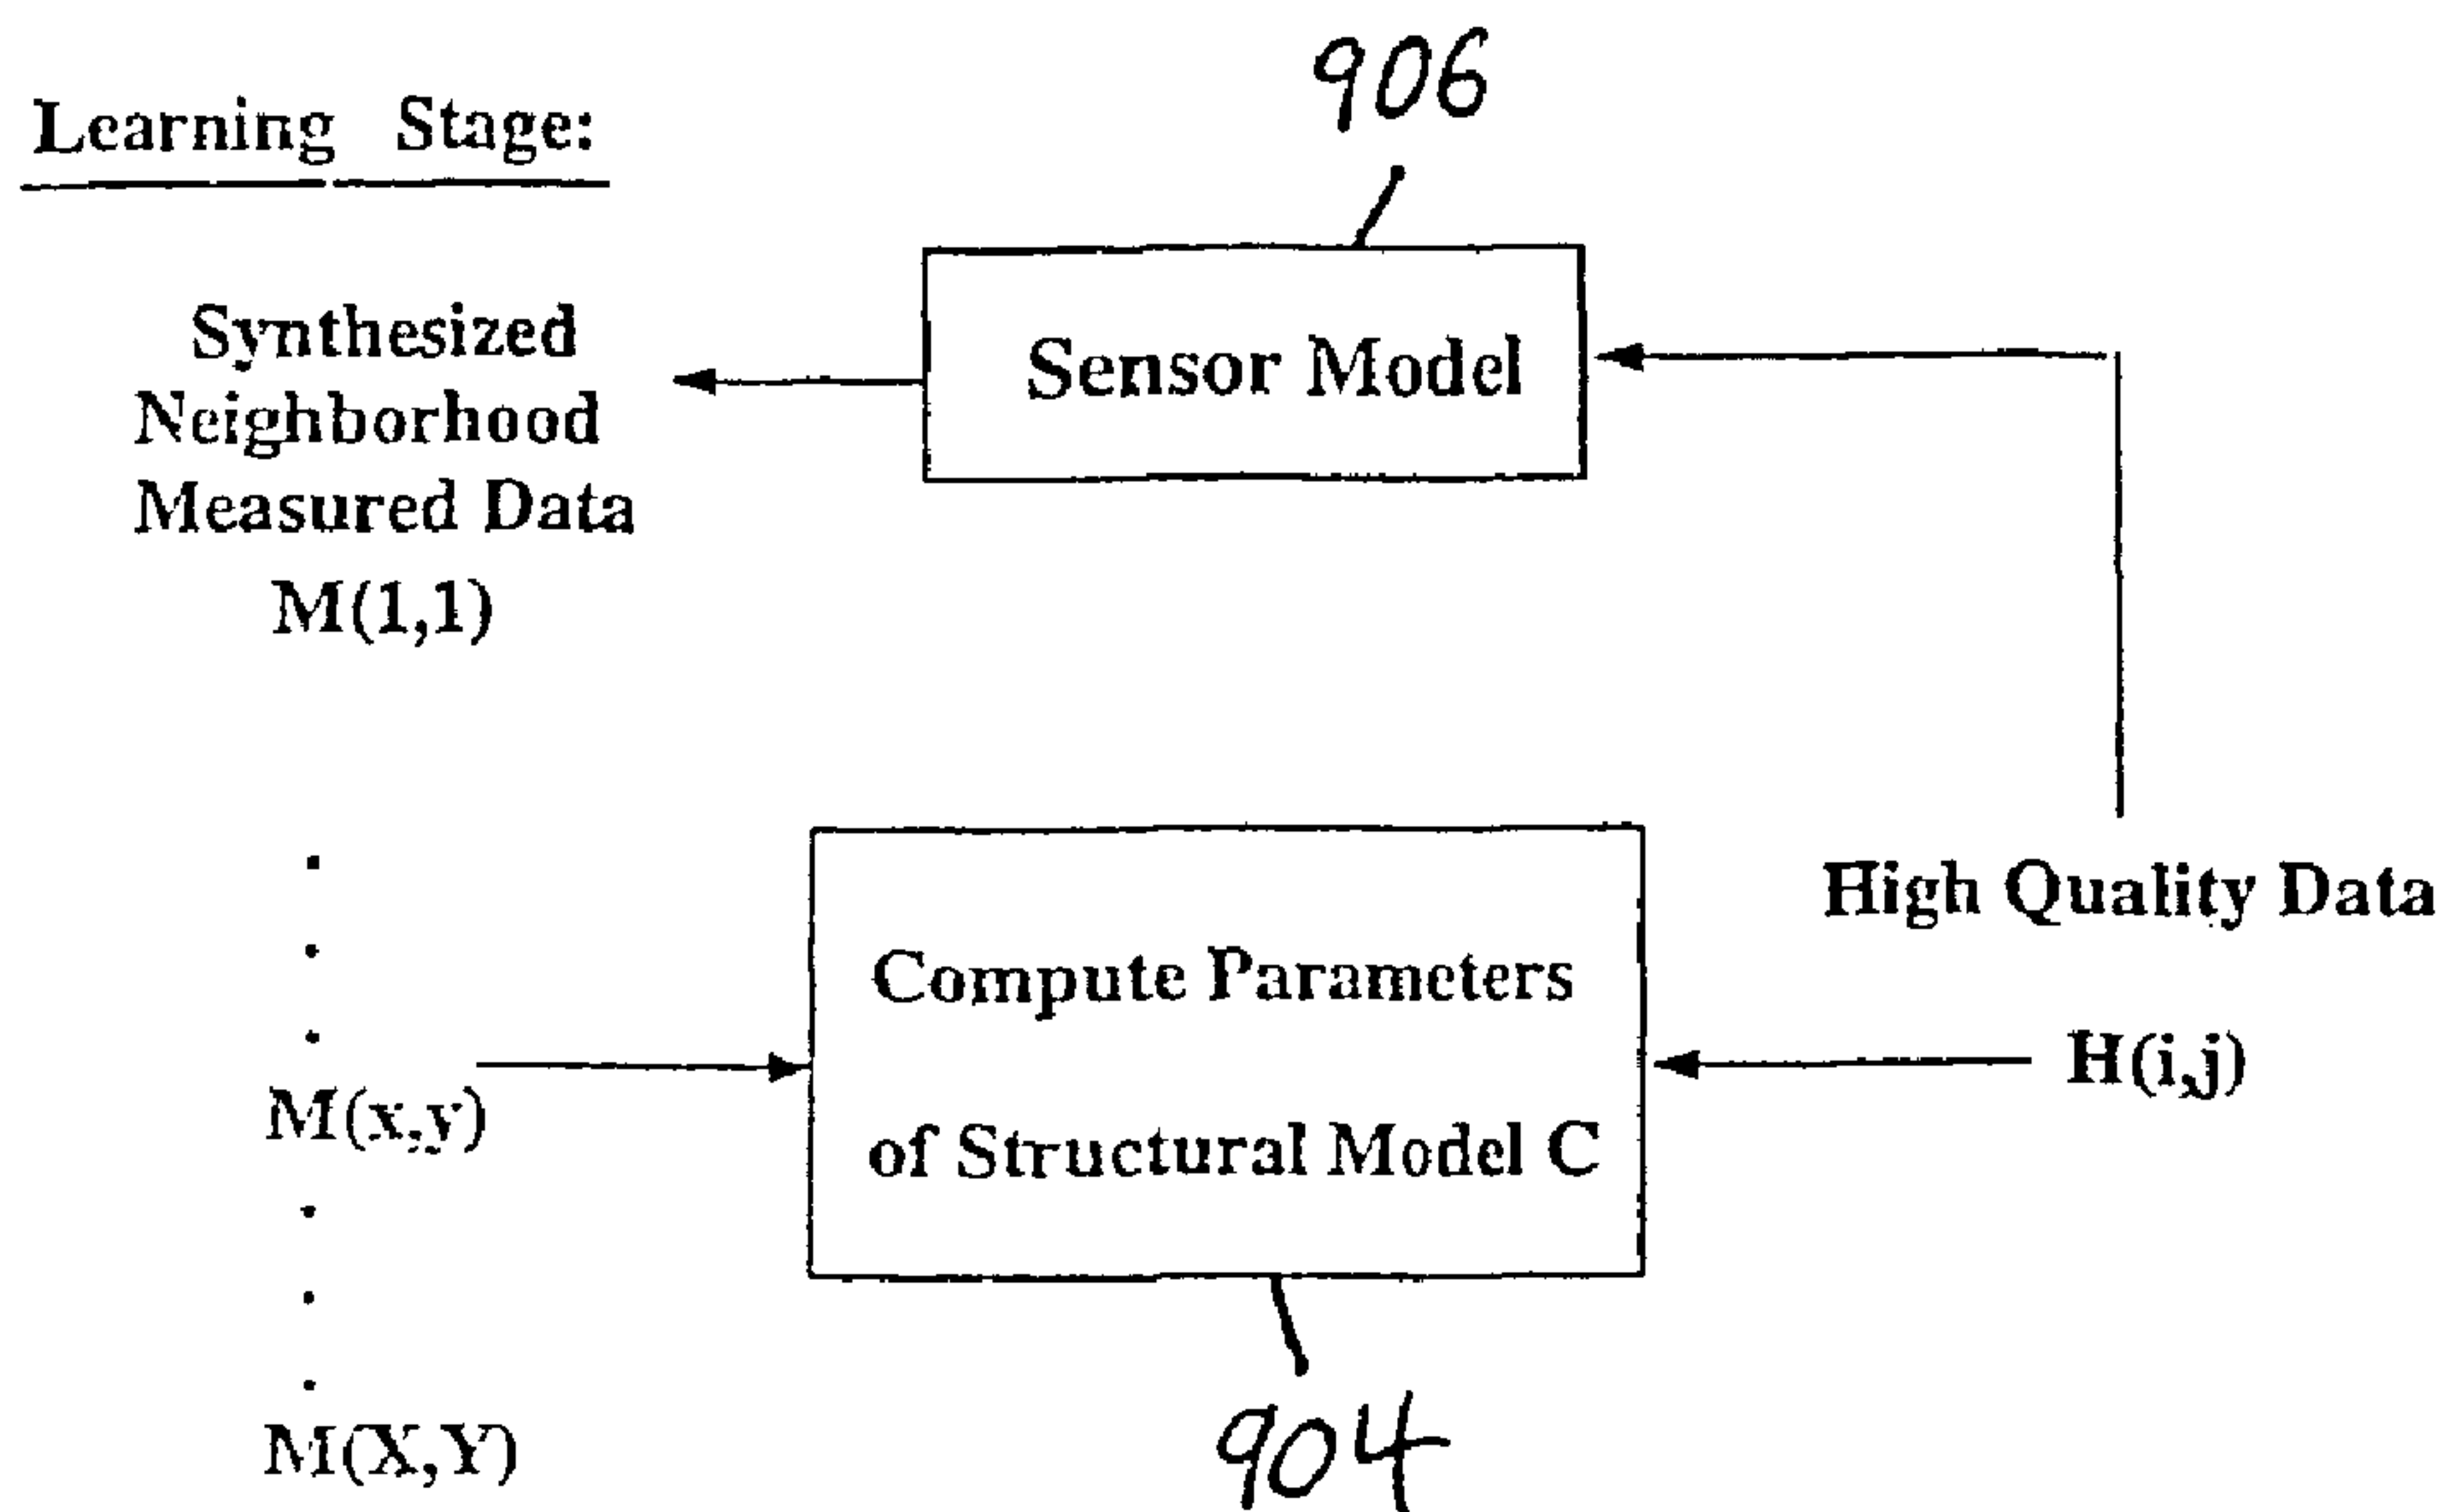 906
Learning Stage:
Synthesized
Neighborhood
Measured Data
M(1,1)
Sensor Model
High Quality Data
H(i,j)
Compute Parameters
of Structural Model C
M(x,y)
M(X,Y)
904